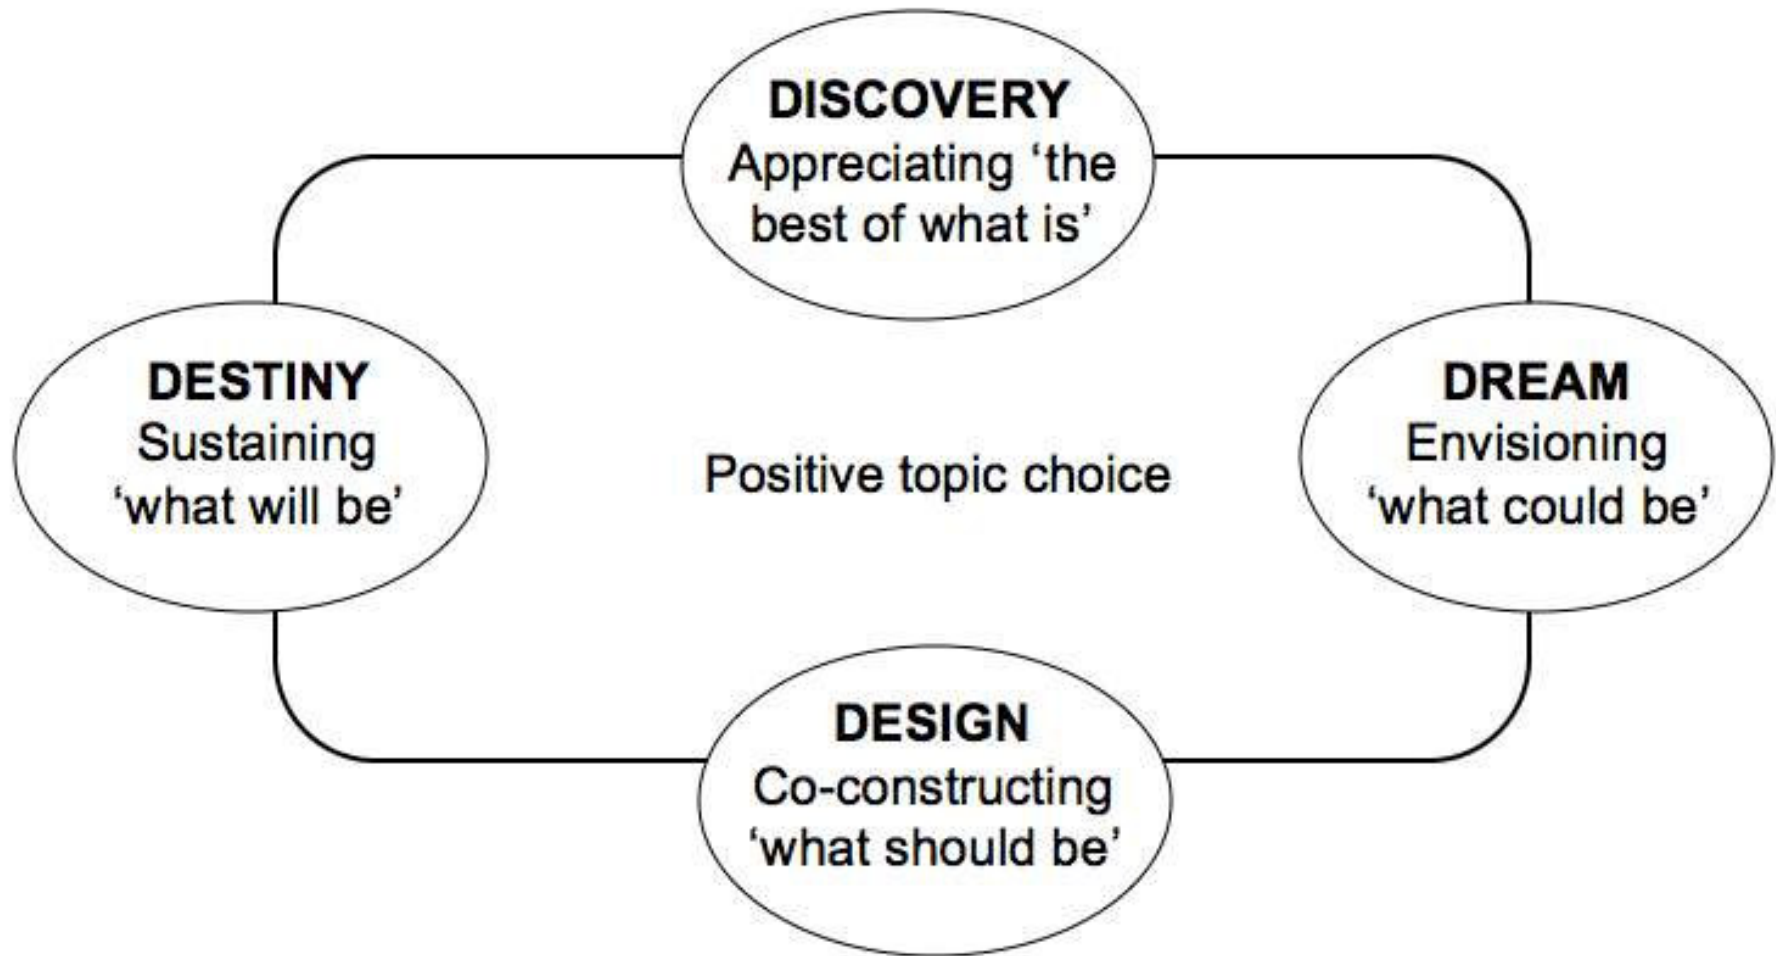 DISCOVERY
Appreciating ‘the
best of what is’
DREAM
Envisioning
‘what could be’
DESIGN
Co-constructing
‘what should be’
DESTINY
Sustaining
‘what will be’
Positive topic choice